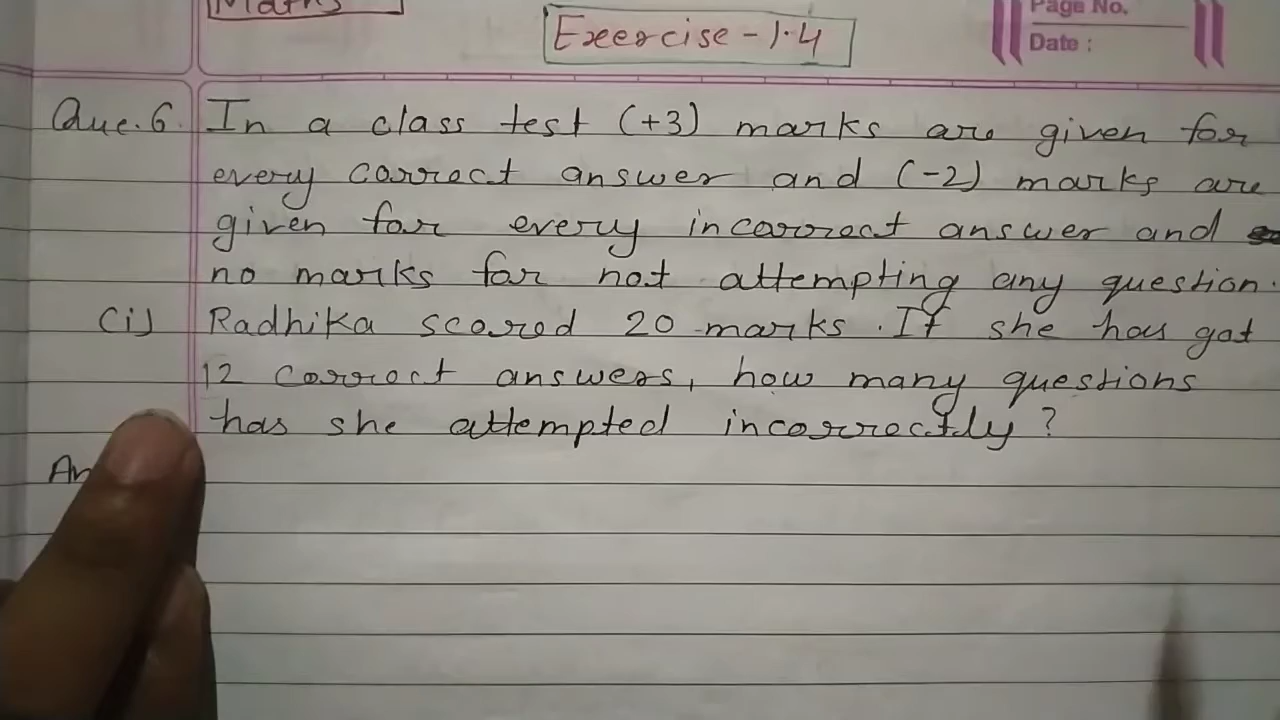 Maths
Exercise - 1.4
Page No.
Date :
Que. 6. In a class test (+3) marks are given for
every correct answer and (-2) marks are
given for every incorrect answer and
no marks for not attempting any question.
(i) Radhika scored 20 marks. If she has got
12 correct answers, how many questions
has she attempted incorrectly?